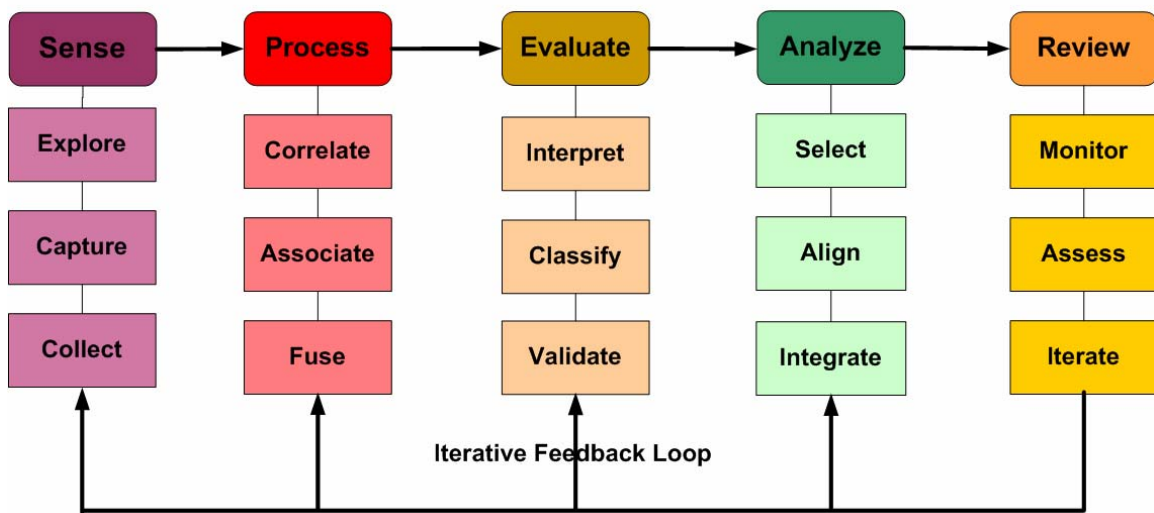 Sense
Process
Evaluate
Analyze
Review
Explore
Correlate
Interpret
Select
Monitor
Capture
Associate
Classify
Align
Assess
Collect
Fuse
Validate
Integrate
Iterate
Iterative Feedback Loop